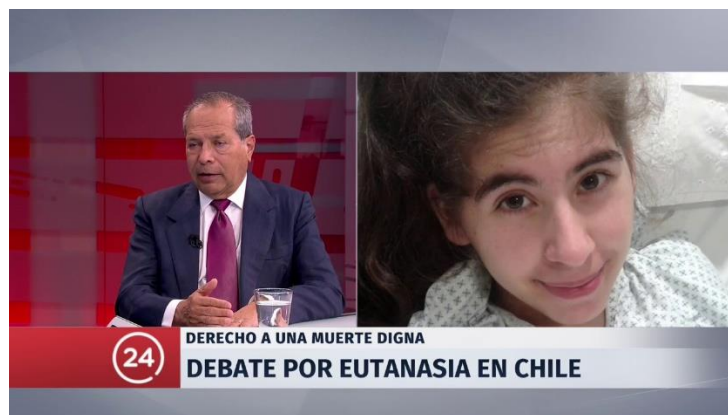 24
DERECHO A UNA MUERTE DIGNA
DEBATE POR EUTANASIA EN CHILE